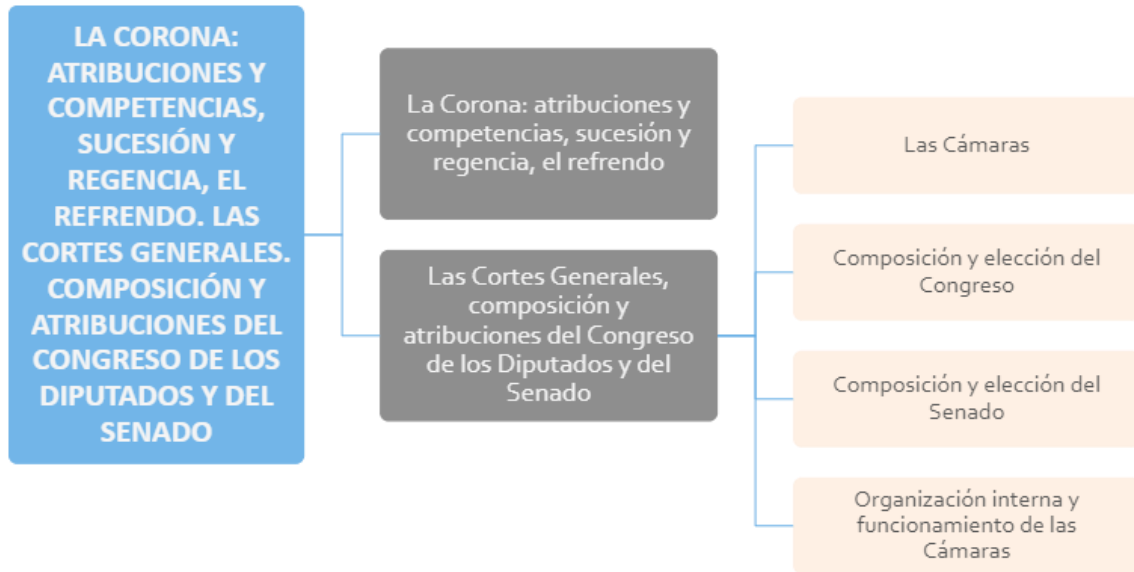 LA CORONA:
ATRIBUCIONES Y
COMPETENCIAS,
SUCESIÓN Y
REGENCIA, EL
REFRENDO. LAS
CORTES GENERALES.
COMPOSICIÓN Y
ATRIBUCIONES DEL
CONGRESO DE LOS
DIPUTADOS Y DEL
SENADO
La Corona: atribuciones y
competencias, sucesión y
regencia, el refrendo
Las Cortes Generales,
composición y
atribuciones del Congreso
de los Diputados y del
Senado
Las Cámaras
Composición y elección del
Congreso
Composición y elección del
Senado
Organización interna y
funcionamiento de las
Cámaras